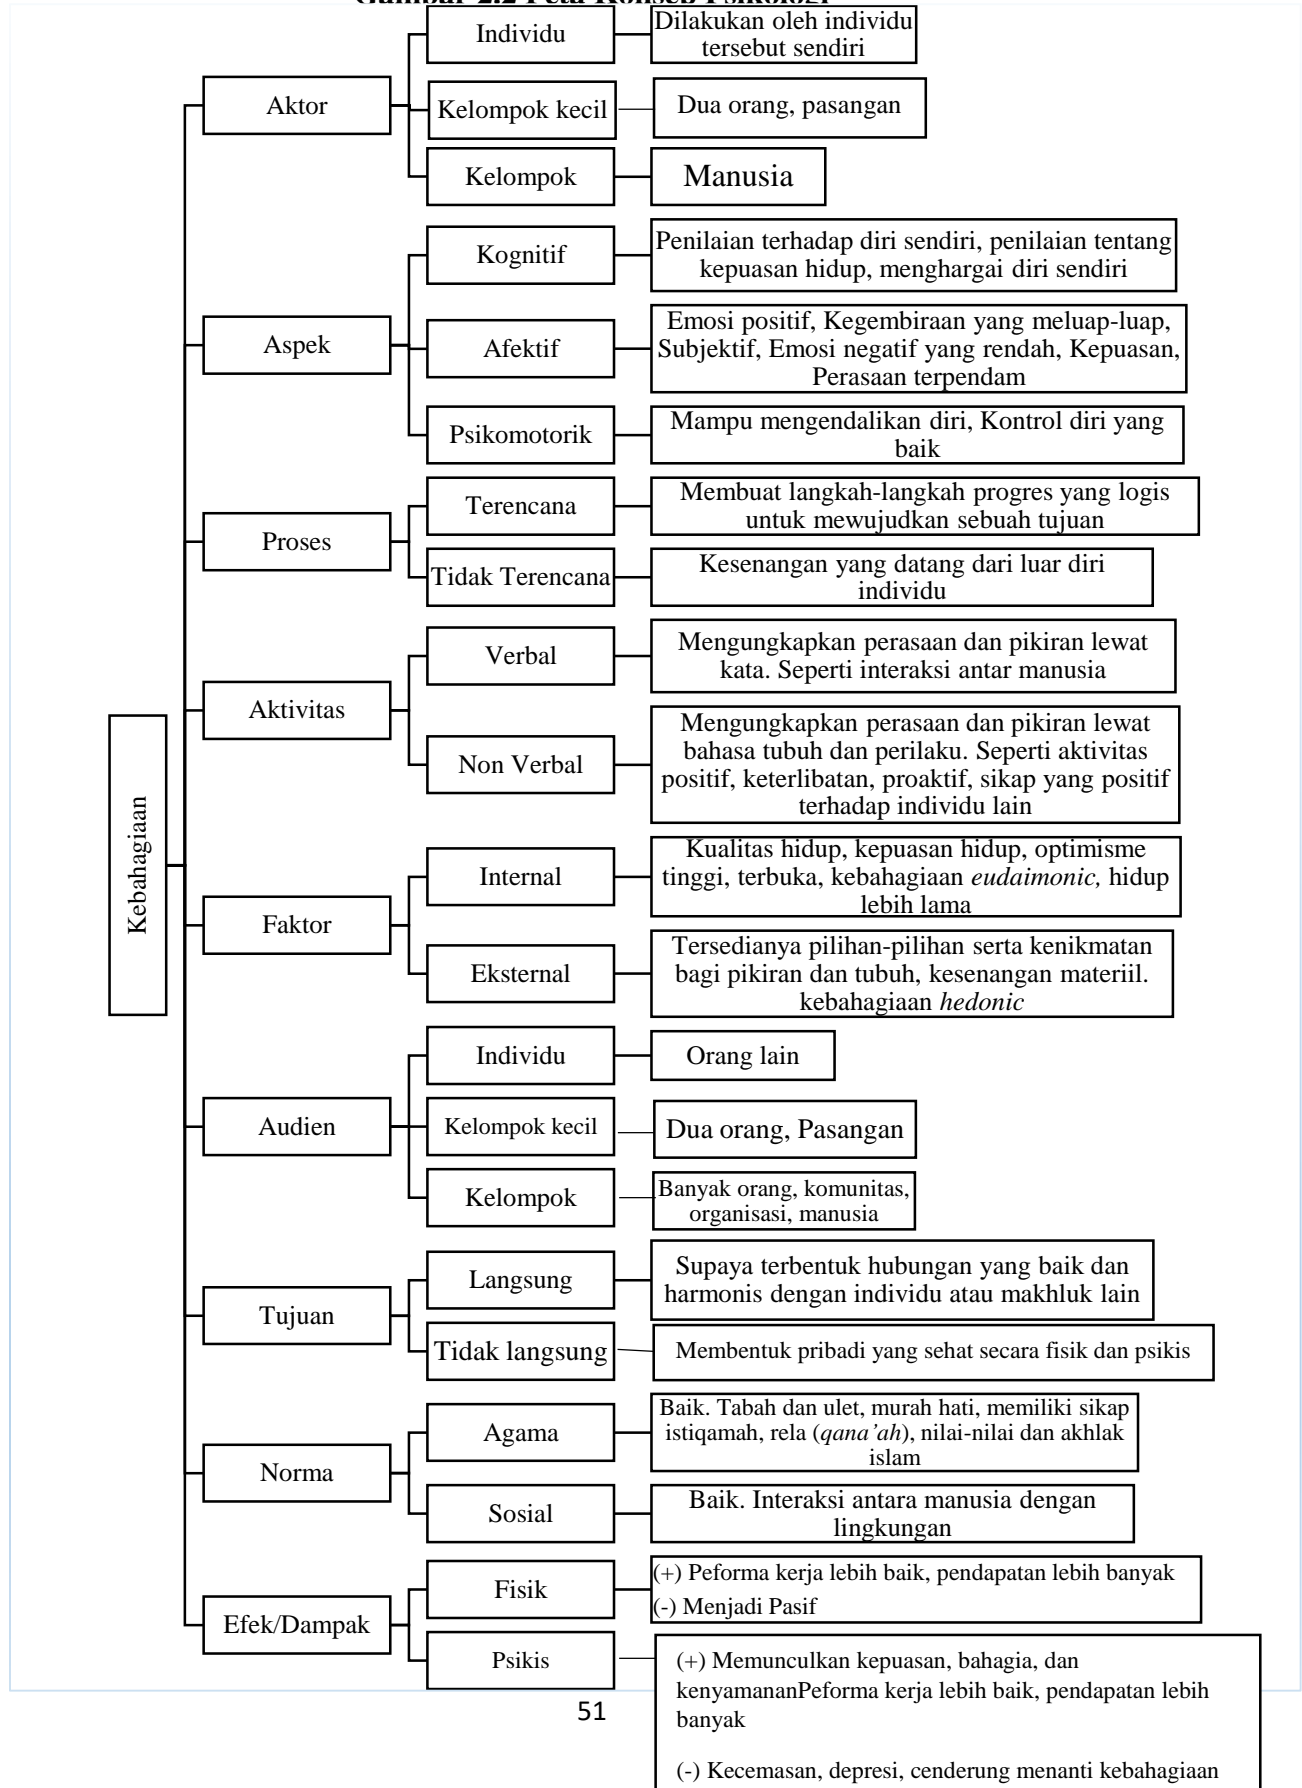 Gambar 2.2 Peta Konsep Psikologi
Kebahagiaan
Aktor
Individu
Dilakukan oleh individu
tersebut sendiri
Kelompok kecil
Dua orang, pasangan
Kelompok
Manusia
Aspek
Kognitif
Penilaian terhadap diri sendiri, penilaian tentang
kepuasan hidup, menghargai diri sendiri
Afektif
Emosi positif, Kegembiraan yang meluap-luap,
Subjektif, Emosi negatif yang rendah, Kepuasan,
Perasaan terpendam
Psikomotorik
Mampu mengendalikan diri, Kontrol diri yang
baik
Proses
Terencana
Membuat langkah-langkah progres yang logis
untuk mewujudkan sebuah tujuan
Tidak Terencana
Kesenangan yang datang dari luar diri
individu
Aktivitas
Verbal
Mengungkapkan perasaan dan pikiran lewat
kata. Seperti interaksi antar manusia
Non Verbal
Mengungkapkan perasaan dan pikiran lewat
bahasa tubuh dan perilaku. Seperti aktivitas
positif, keterlibatan, proaktif, sikap yang positif
terhadap individu lain
Faktor
Internal
Kualitas hidup, kepuasan hidup, optimisme
tinggi, terbuka, kebahagiaan eudaimonic, hidup
lebih lama
Eksternal
Tersedianya pilihan-pilihan serta kenikmatan
bagi pikiran dan tubuh, kesenangan materiil.
kebahagiaan hedonic
Audien
Individu
Orang lain
Kelompok kecil
Dua orang, Pasangan
Kelompok
Banyak orang, komunitas,
organisasi, manusia
Tujuan
Langsung
Supaya terbentuk hubungan yang baik dan
harmonis dengan individu atau makhluk lain
Tidak langsung
Membentuk pribadi yang sehat secara fisik dan psikis
Norma
Agama
Baik. Tabah dan ulet, murah hati, memiliki sikap
istiqamah, rela (qana’ah), nilai-nilai dan akhlak
islam
Sosial
Baik. Interaksi antara manusia dengan
lingkungan
Efek/Dampak
Fisik
(+) Peforma kerja lebih baik, pendapatan lebih banyak
(-) Menjadi Pasif
Psikis
(+) Memunculkan kepuasan, bahagia, dan
kenyamananPeforma kerja lebih baik, pendapatan lebih
banyak
(-) Kecemasan, depresi, cenderung menanti kebahagiaan
51